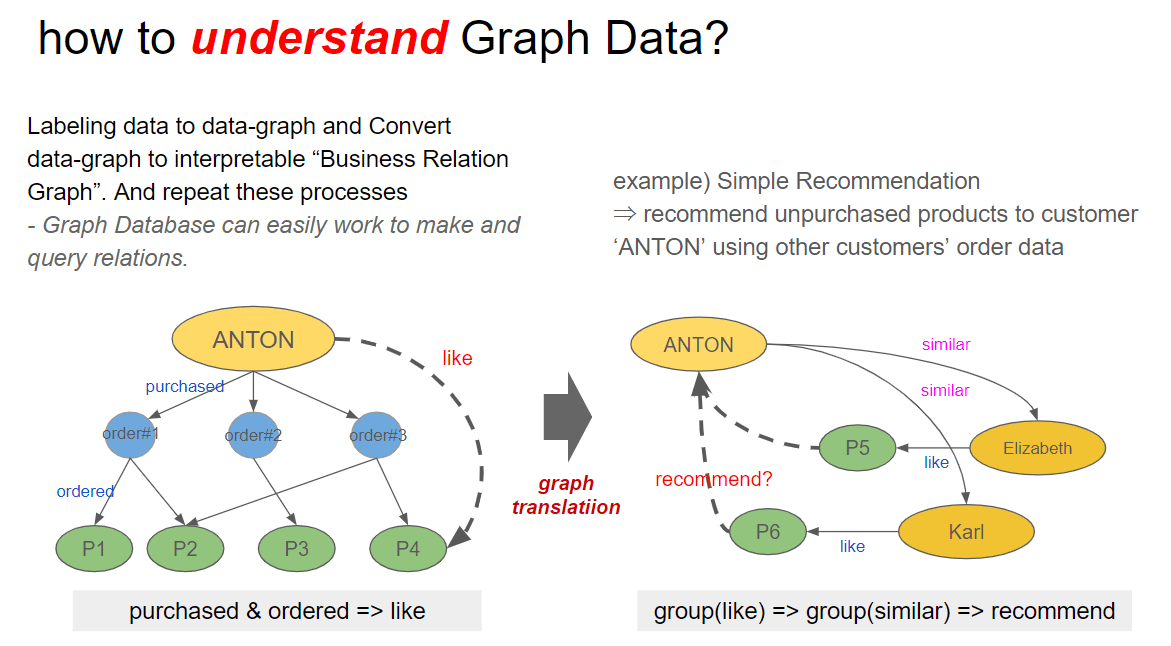 how to understand Graph Data?
Labeling data to data-graph and Convert
data-graph to interpretable “Business Relation
Graph”. And repeat these processes
- Graph Database can easily work to make and
query relations.
example) Simple Recommendation
⇒ recommend unpurchased products to customer
‘ANTON’ using other customers’ order data
ANTON
like
purchased
order#1
order#2
order#3
ordered
P1
P2
P3
P4
purchased & ordered => like
graph
translatiion
ANTON
similar
similar
P5
like
Elizabeth
recommend?
P6
like
Karl
group(like) => group(similar) => recommend